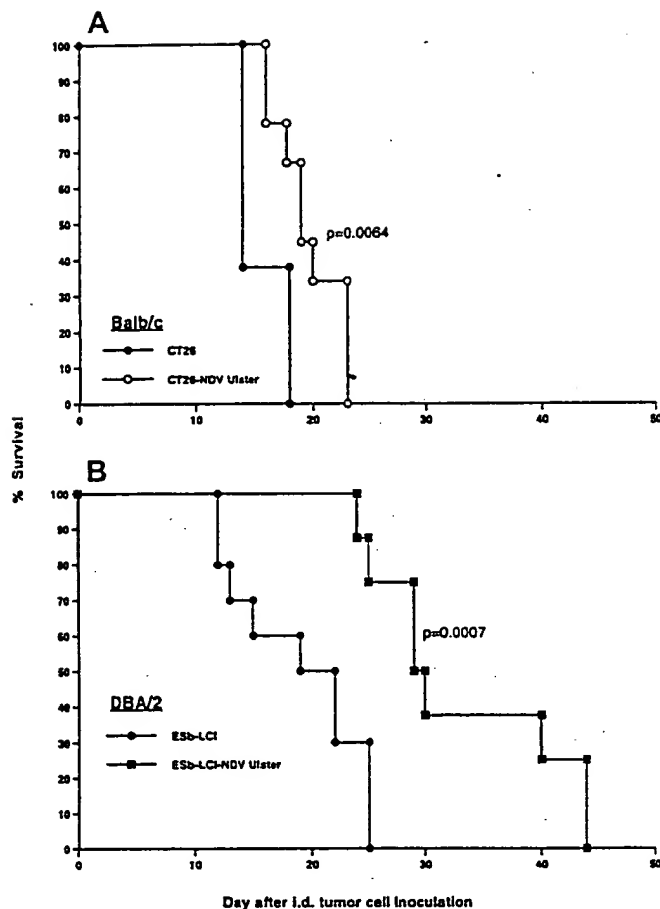 A
100
90
80
70
60
50
40
30
20
10
0
p=0.0064
Balb/c
CT26
CT26-NDV Ulster
0 10 20 30 40 50
% Survival
B
100
90
80
70
60
50
40
30
20
10
0
p=0.0007
DBA/2
ESb-LCI
ESb-LCI-NDV Ulster
0 10 20 30 40 50
Day after i.d. tumor cell inoculation